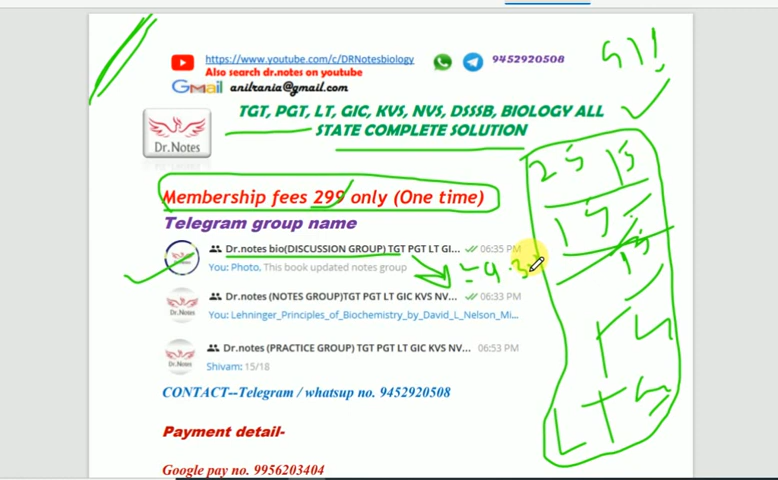 https://www.youtube.com/c/DRNotesbiology 9452920508
Also search dr.notes on youtube
Gmail anilrania@gmail.com
TGT, PGT, LT, GIC, KVS, NVS, DSSSB, BIOLOGY ALL
STATE COMPLETE SOLUTION
Dr.Notes
Membership fees 299 only (One time)
Telegram group name
Dr.notes bio(DISCUSSION GROUP) TGT PGT LT GI... 06:35 PM
You: Photo, This book updated notes group
Dr.notes (NOTES GROUP)TGT PGT LT GIC KVS NV... 06:33 PM
You: Lehninger_Principles_of_Biochemistry_by_David_L_Nelson_Mi...
Dr.notes (PRACTICE GROUP) TGT PGT LT GIC KVS NV... 06:53 PM
Shivam: 15/18
CONTACT--Telegram / whatsup no. 9452920508
Payment detail-
Google pay no. 9956203404
25 15